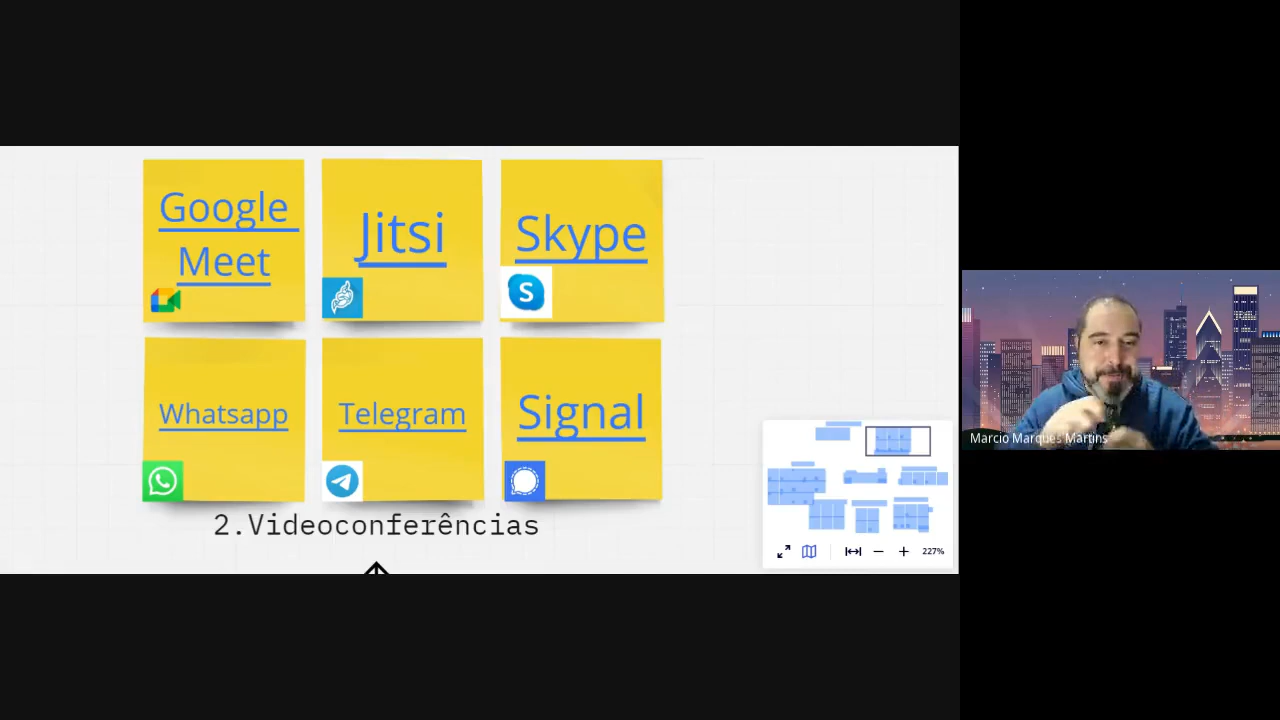 Google
Meet
Jitsi
Skype
S
Whatsapp
Telegram
Signal
2.Videoconferências
227%
Marcio Marques Martins